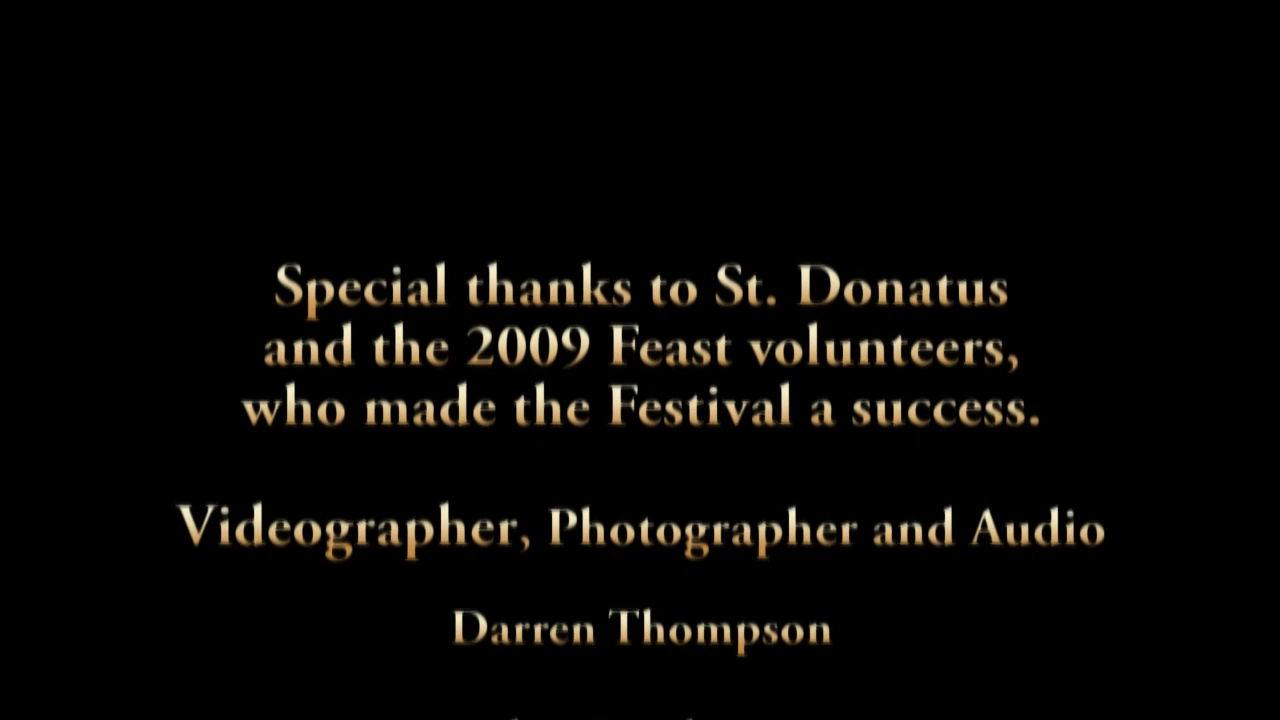 Special thanks to St. Donatus
and the 2009 Feast volunteers,
who made the Festival a success.
Videographer, Photographer and Audio
Darren Thompson